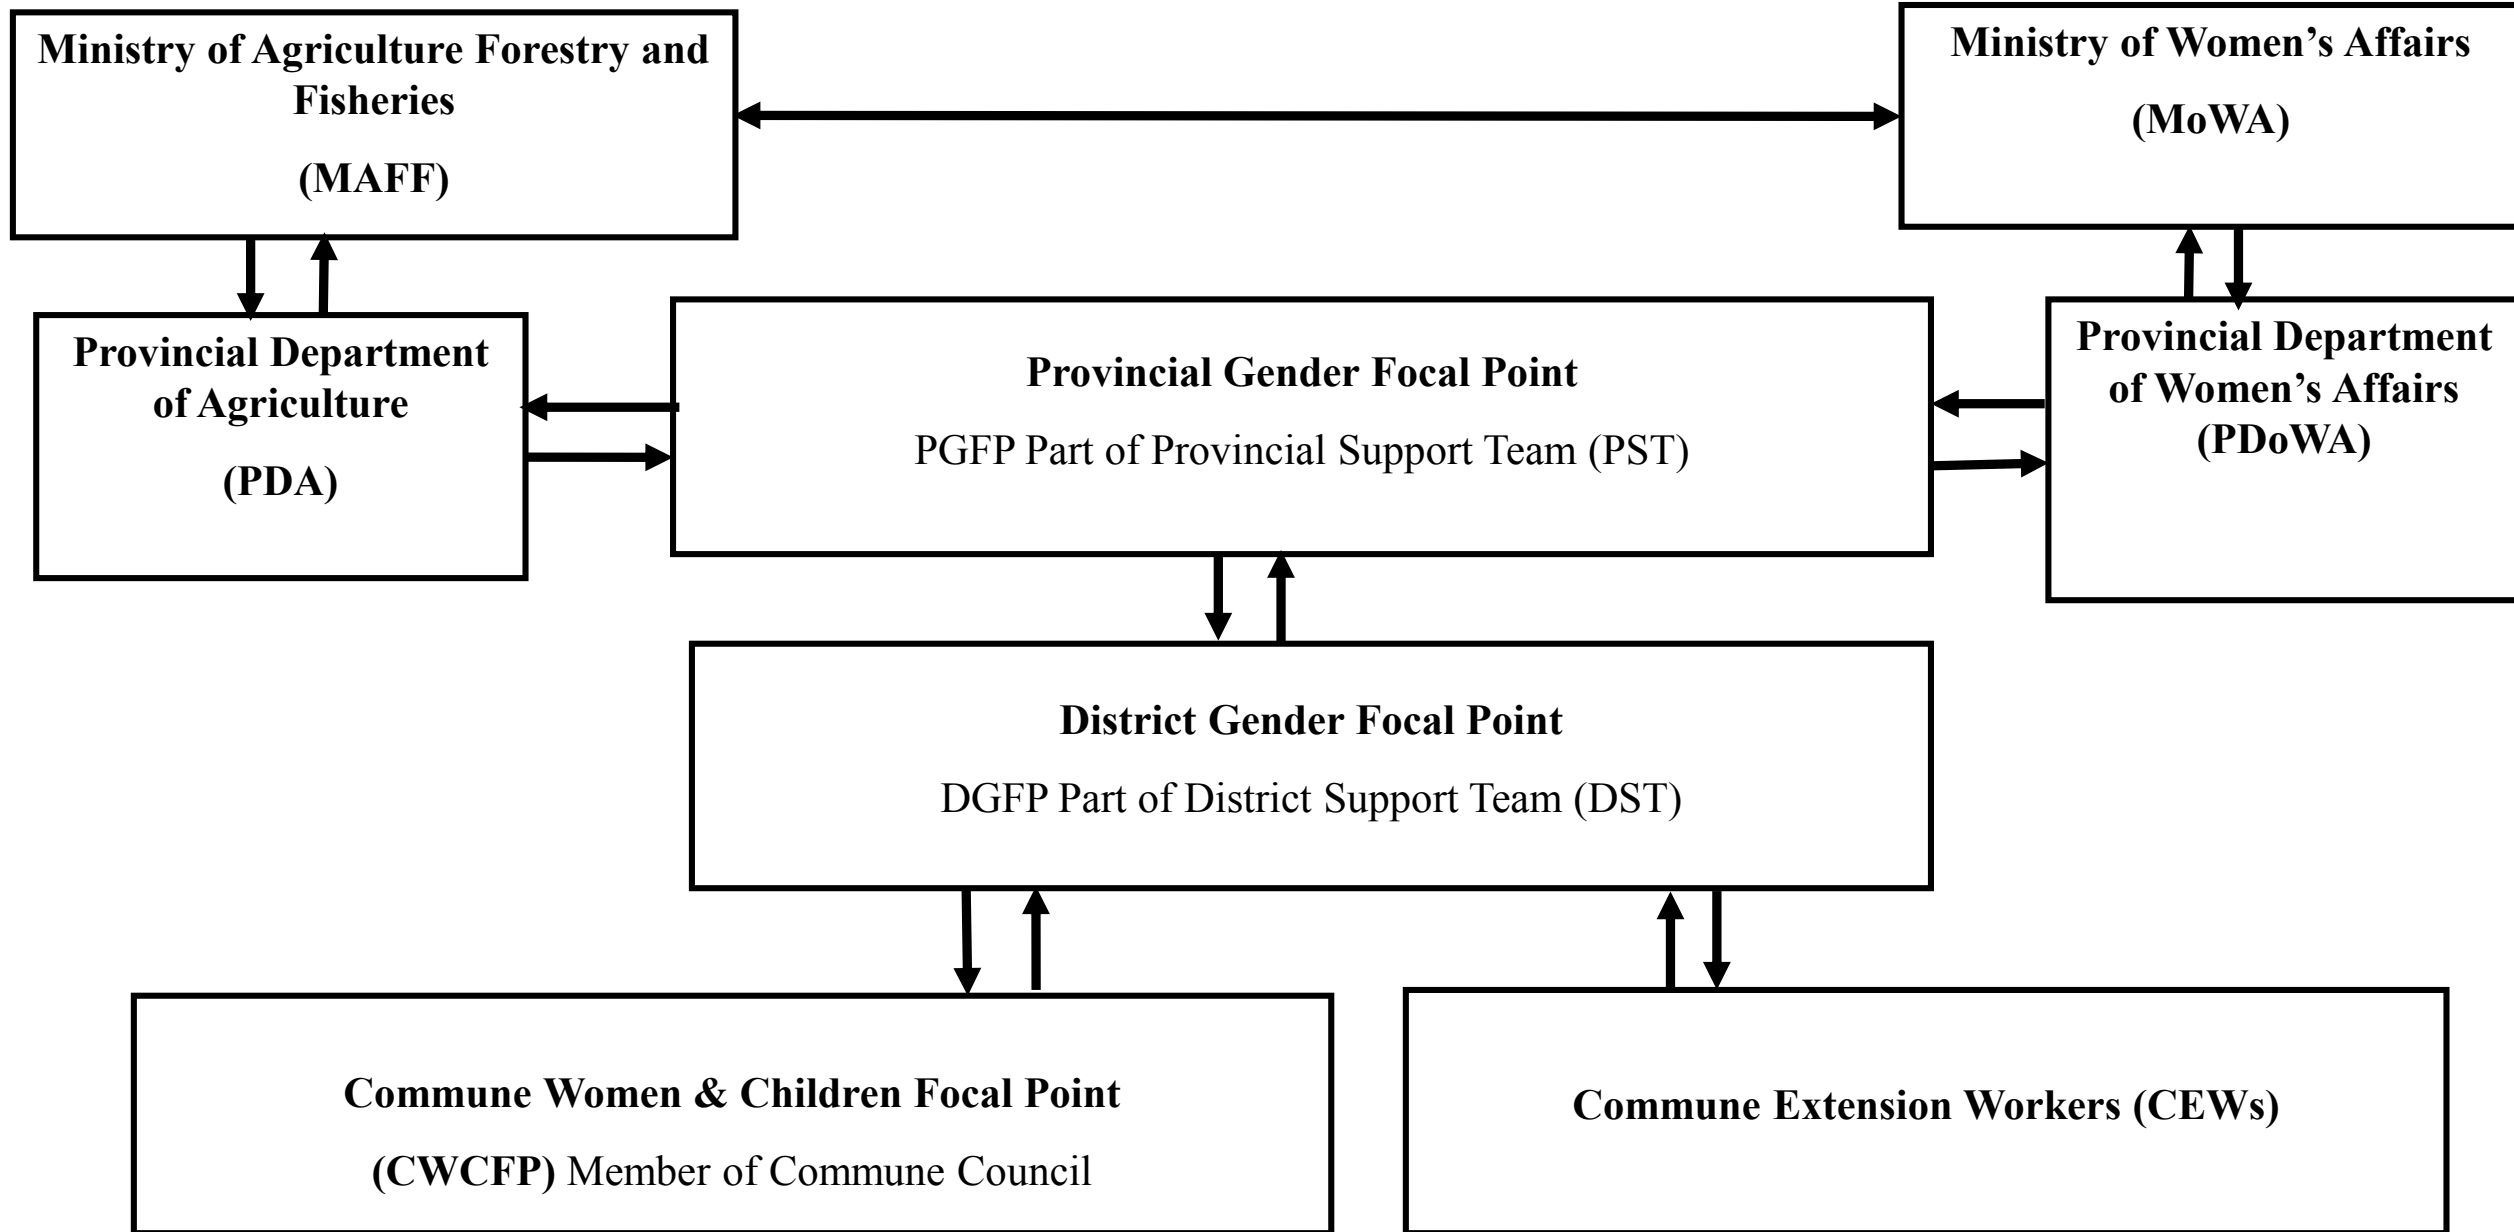 Ministry of Agriculture Forestry and
Fisheries
(MAFF)
Ministry of Women’s Affairs
(MoWA)
Provincial Department
of Agriculture
(PDA)
Provincial Gender Focal Point
PGFP Part of Provincial Support Team (PST)
Provincial Department
of Women’s Affairs
(PDoWA)
District Gender Focal Point
DGFP Part of District Support Team (DST)
Commune Women & Children Focal Point
(CWCFP) Member of Commune Council
Commune Extension Workers (CEWs)